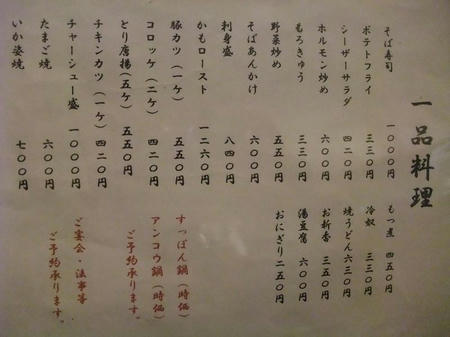 一品料理
そば寿司 一〇〇〇円
ポテトフライ 三三〇円
シーザーサラダ 四二〇円
ホルモン炒め 五五〇円
もろきゅう 三三〇円
野菜炒め 五五〇円
そばあんかけ 六〇〇円
刺身盛 八四〇円
かもロースト 一二六〇円
豚カツ（一ケ） 五五〇円
コロッケ（二ケ） 四二〇円
とり唐揚（五ケ） 五五〇円
チキンカツ（一ケ） 四二〇円
チャーシュー盛 一〇〇〇円
たまご焼 六〇〇円
いか姿焼 七〇〇円
もつ煮 四五〇円
冷奴 三三〇円
焼うどん 六三〇円
お新香 三五〇円
湯豆腐 六〇〇円
おにぎり 二五〇円
すっぽん鍋（時価）
アンコウ鍋（時価）
ご予約承ります。
ご宴会・法事等
ご予約承ります。